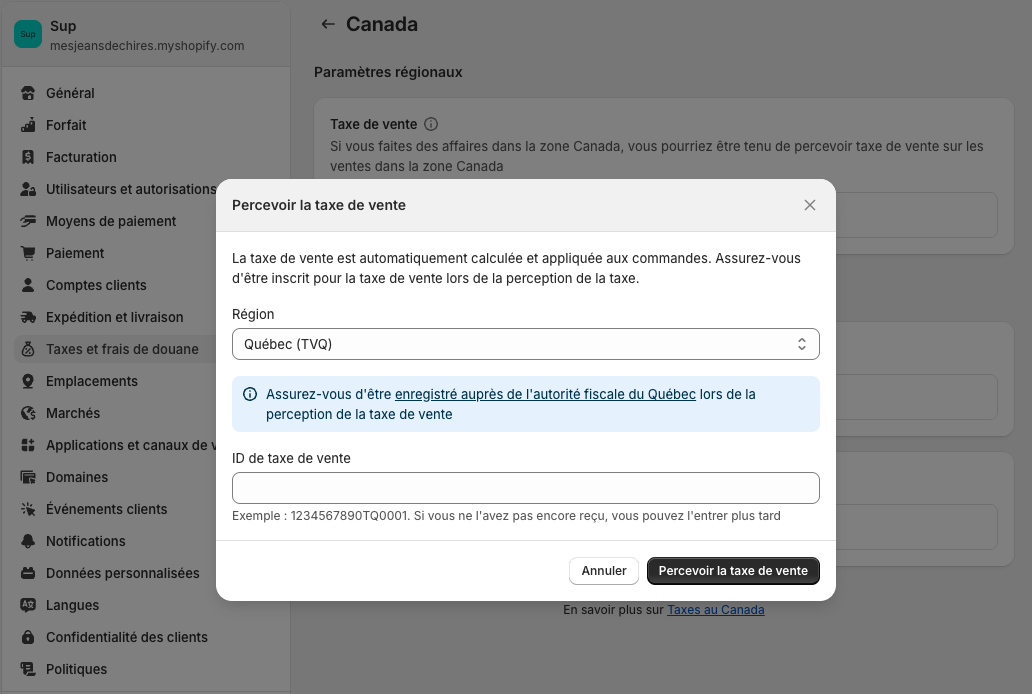 Sup
Sup
mesjeansdechires.myshopify.com
Général
Forfait
Facturation
Utilisateurs et autorisations
Moyens de paiement
Paiement
Comptes clients
Expédition et livraison
Taxes et frais de douane
Emplacements
Marchés
Applications et canaux de v
Domaines
Événements clients
Notifications
Données personnalisées
Langues
Confidentialité des clients
Politiques
Canada
Paramètres régionaux
Taxe de vente
Si vous faites des affaires dans la zone Canada, vous pourriez être tenu de percevoir taxe de vente sur les
ventes dans la zone Canada
Percevoir la taxe de vente
La taxe de vente est automatiquement calculée et appliquée aux commandes. Assurez-vous
d'être inscrit pour la taxe de vente lors de la perception de la taxe.
Région
Québec (TVQ)
Assurez-vous d'être enregistré auprès de l'autorité fiscale du Québec lors de la
perception de la taxe de vente
ID de taxe de vente
Exemple : 1234567890TQ0001. Si vous ne l'avez pas encore reçu, vous pouvez l'entrer plus tard
Annuler
Percevoir la taxe de vente
En savoir plus sur Taxes au Canada